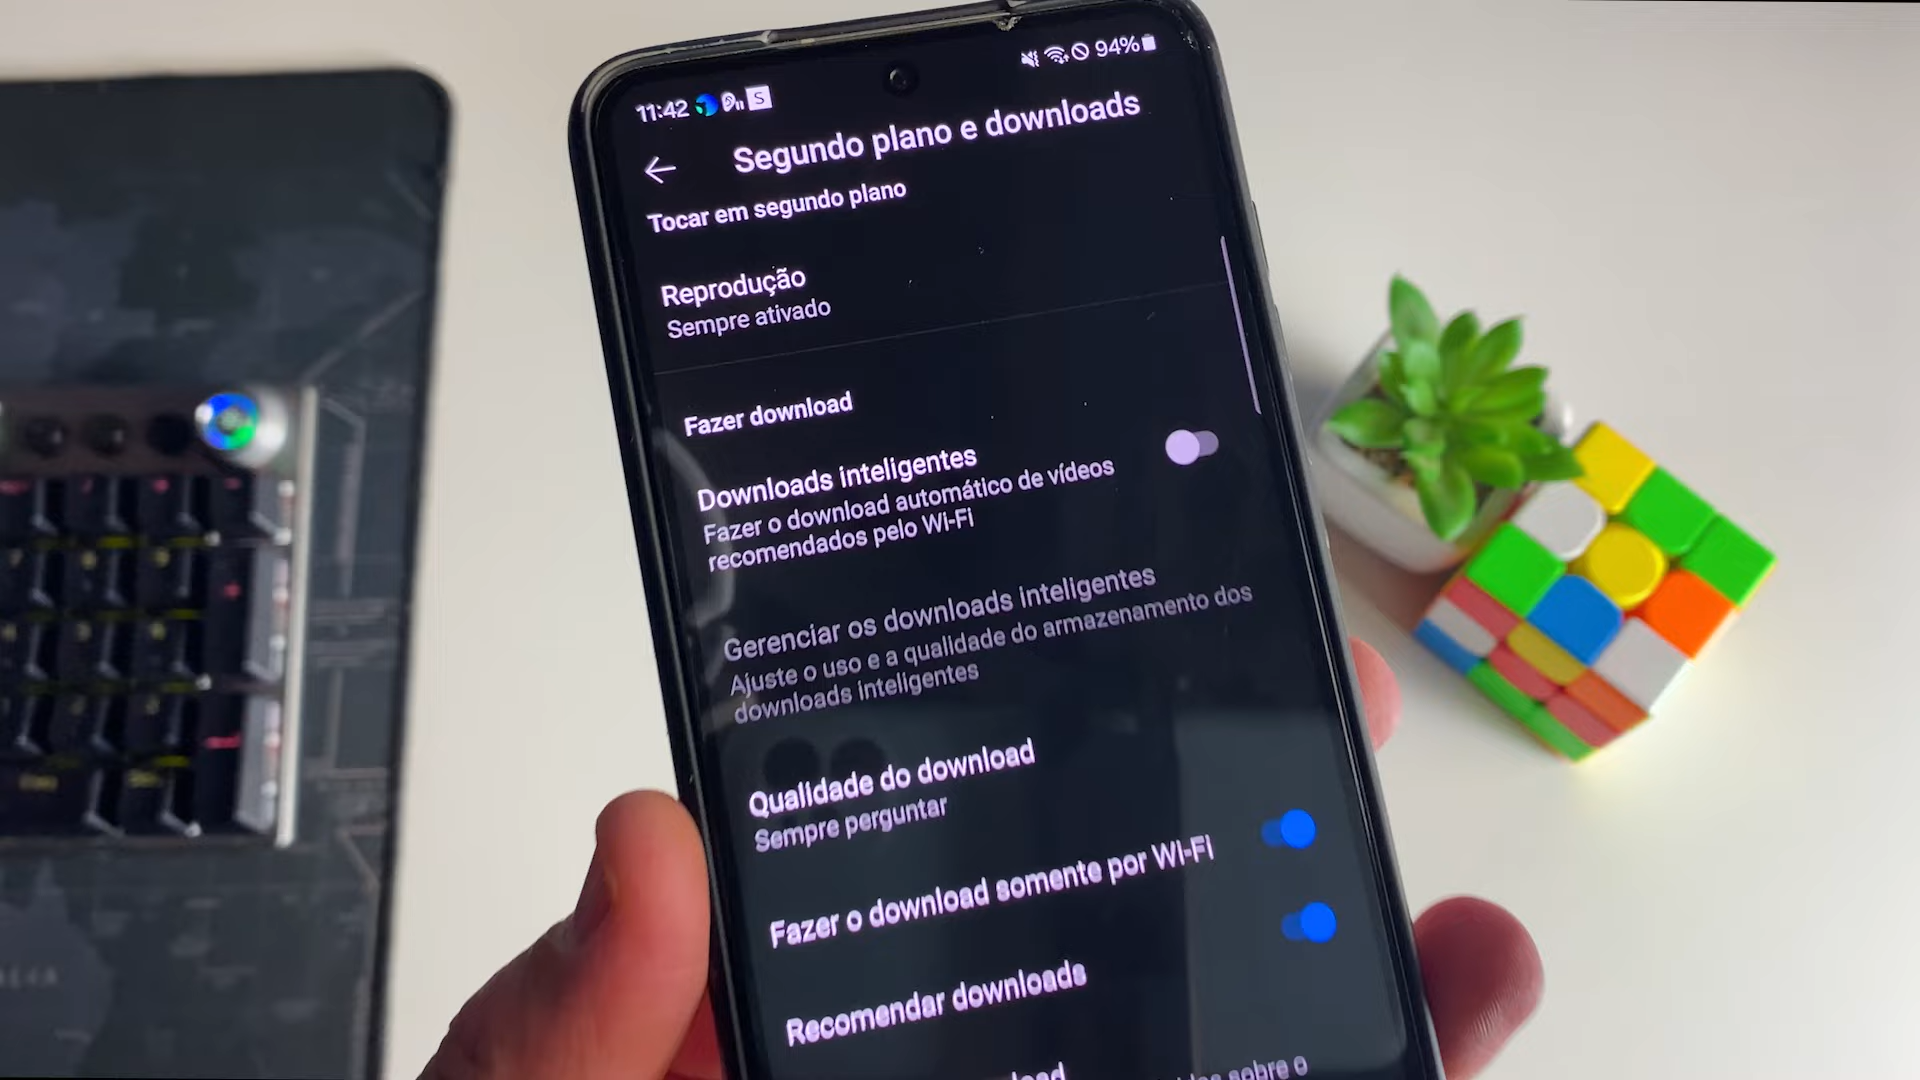 11:42 S 94%
Segundo plano e downloads
Tocar em segundo plano
Reprodução
Sempre ativado
Fazer download
Downloads inteligentes
Fazer o download automático de vídeos
recomendados pelo Wi-Fi
Gerenciar os downloads inteligentes
Ajuste o uso e a qualidade do armazenamento dos
downloads inteligentes
Qualidade do download
Sempre perguntar
Fazer o download somente por Wi-Fi
Recomendar downloads
sobre o